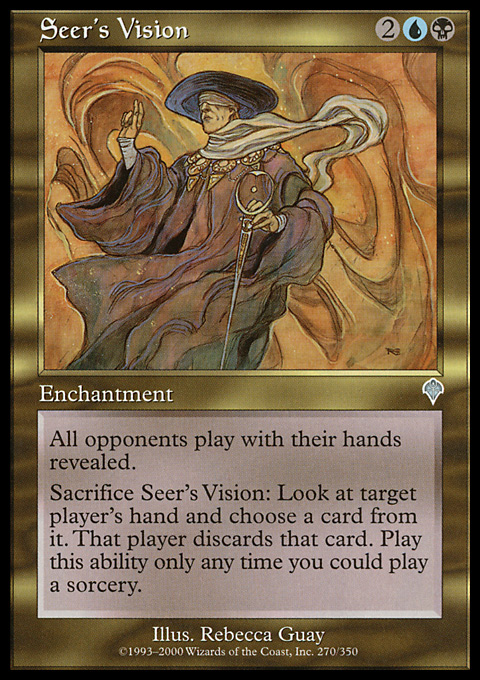 Seer's Vision 2
Enchantment
All opponents play with their hands
revealed.
Sacrifice Seer's Vision: Look at target
player's hand and choose a card from
it. That player discards that card. Play
this ability only any time you could play
a sorcery.
Illus. Rebecca Guay
©1993–2000 Wizards of the Coast, Inc. 270/350